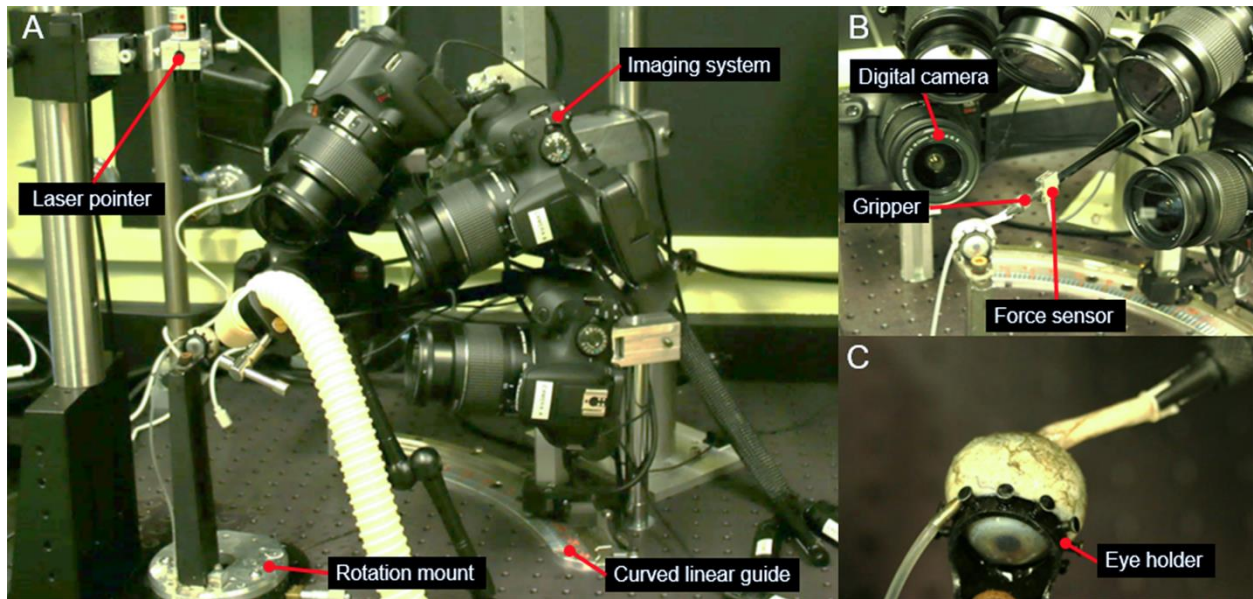 A
Imaging system
Laser pointer
Rotation mount
Curved linear guide
B
Digital camera
Gripper
Force sensor
C
Eye holder